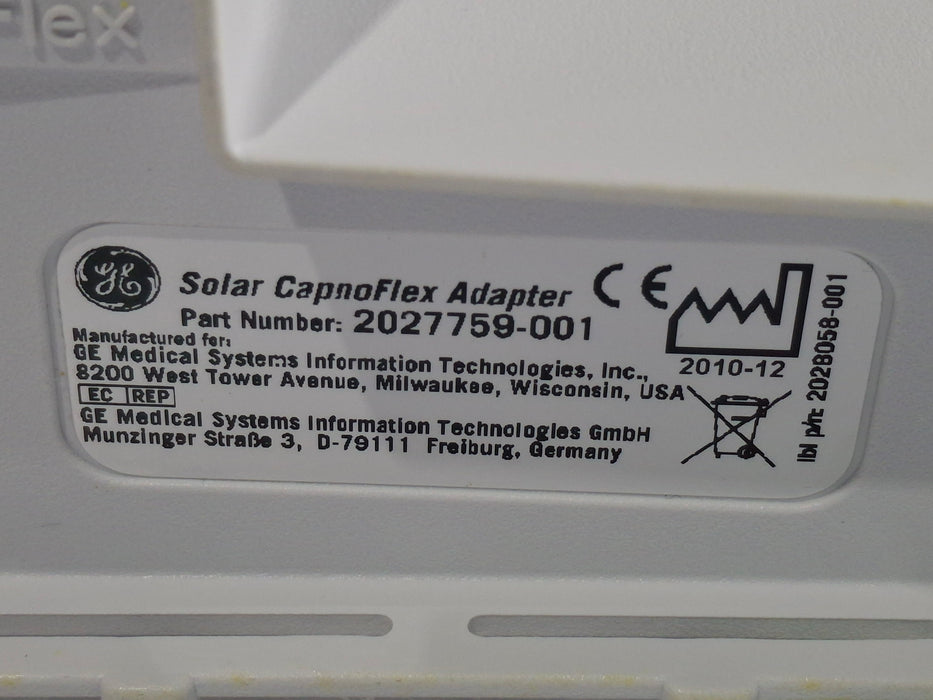 Flex
GE
Solar CapnoFlex Adapter
CE
Part Number: 2027759-001
Manufactured for:
GE Medical Systems Information Technologies, Inc.,
8200 West Tower Avenue, Milwaukee, Wisconsin, USA
EC REP
GE Medical Systems Information Technologies GmbH
Munzinger Straße 3, D-79111 Freiburg, Germany
2010-12
lbl p/n: 2028058-001